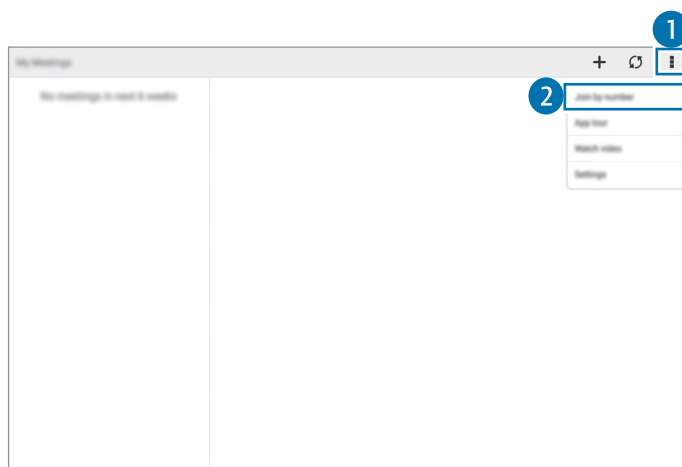 1
My Meetings
No meetings in next 6 weeks
2
Join by number
App tour
Watch video
Settings